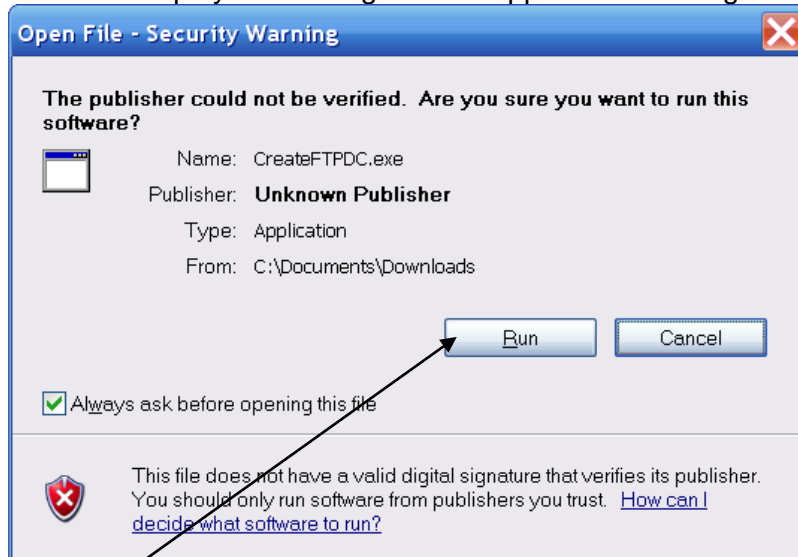 Open File - Security Warning
The publisher could not be verified. Are you sure you want to run this
software?
Name: CreateFTPDC.exe
Publisher: Unknown Publisher
Type: Application
From: C:\Documents\Downloads
Run Cancel
Always ask before opening this file
This file does not have a valid digital signature that verifies its publisher.
You should only run software from publishers you trust. How can I
decide what software to run?